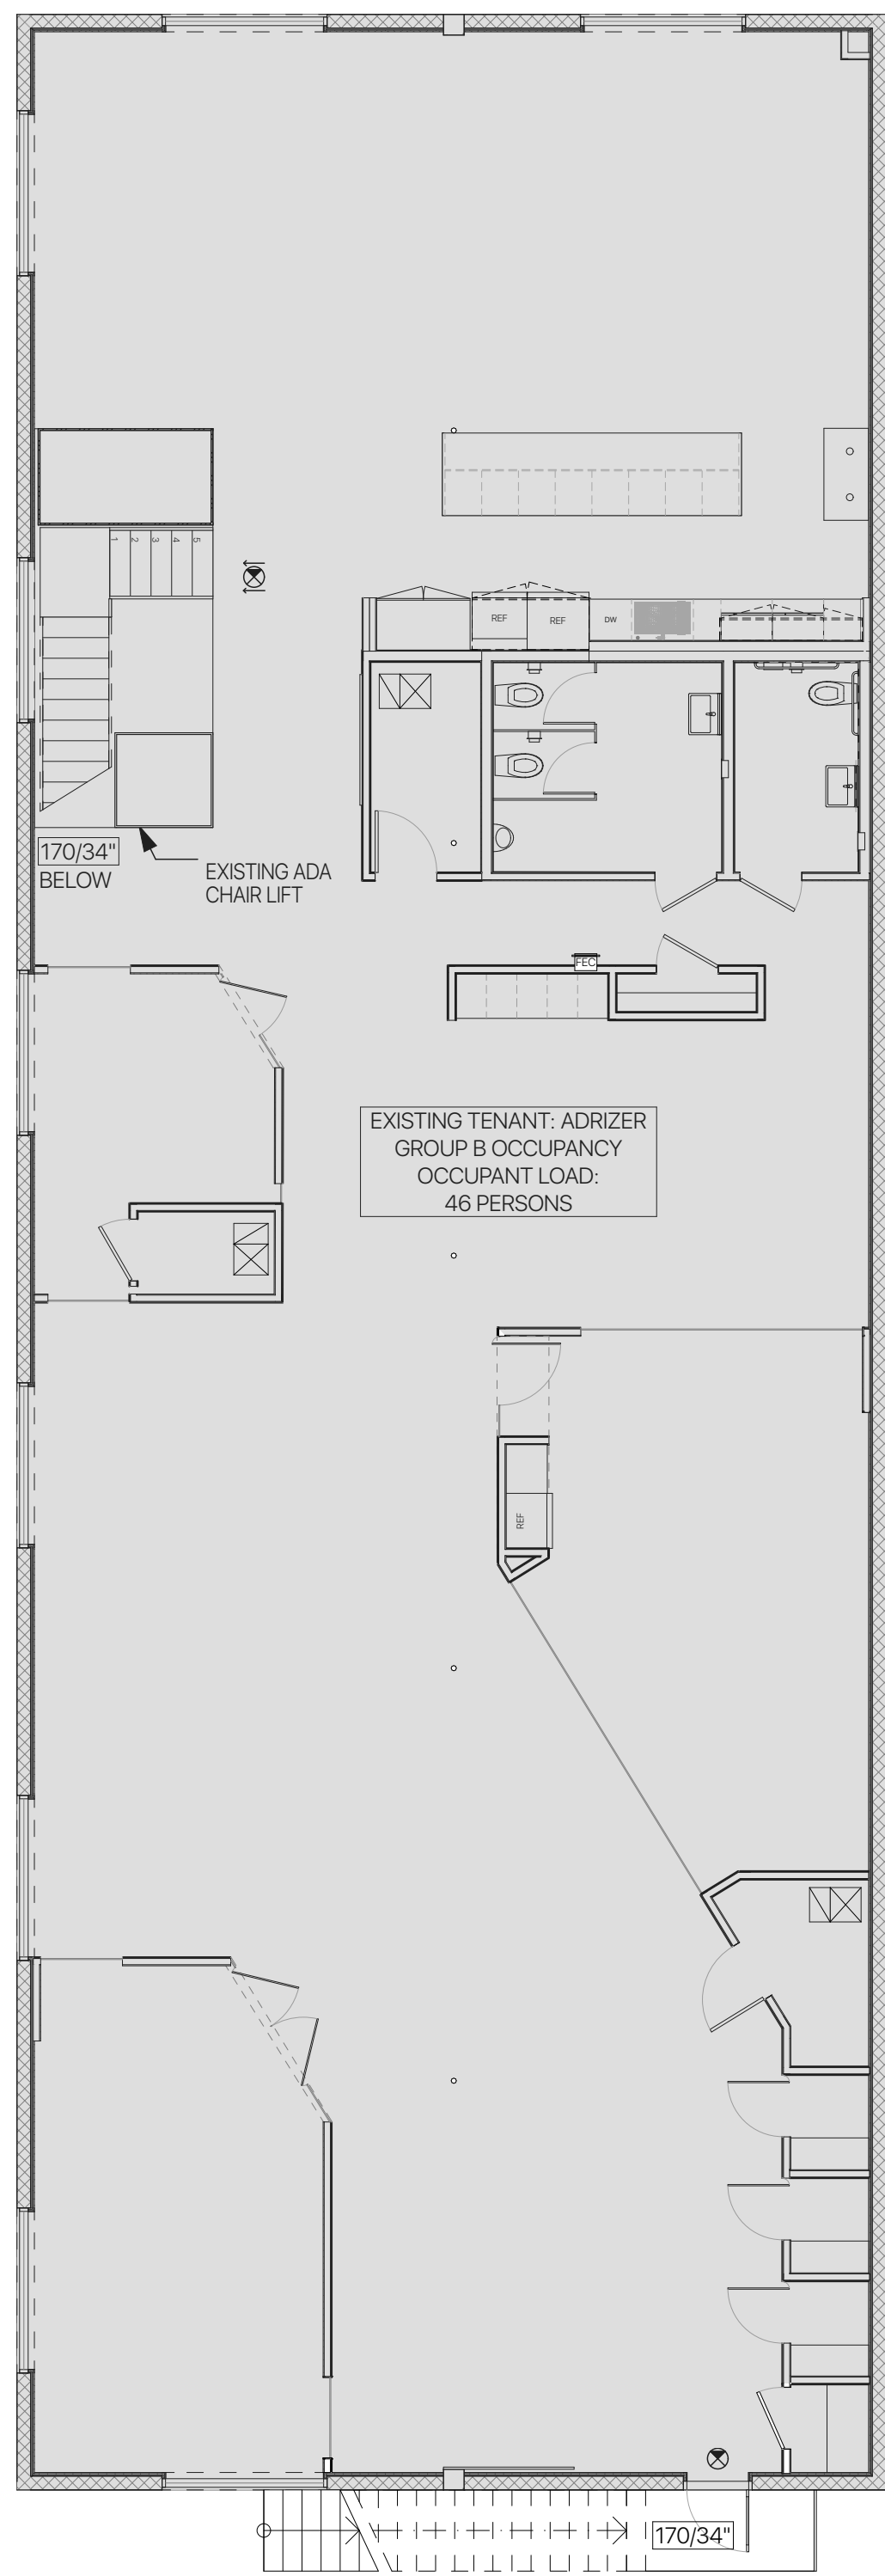 1
2
3
4
5
REF
REF
DW
170/34"
BELOW
EXISTING ADA
CHAIR LIFT
FEC
EXISTING TENANT: ADRIZER
GROUP B OCCUPANCY
OCCUPANT LOAD:
46 PERSONS
REF
170/34"